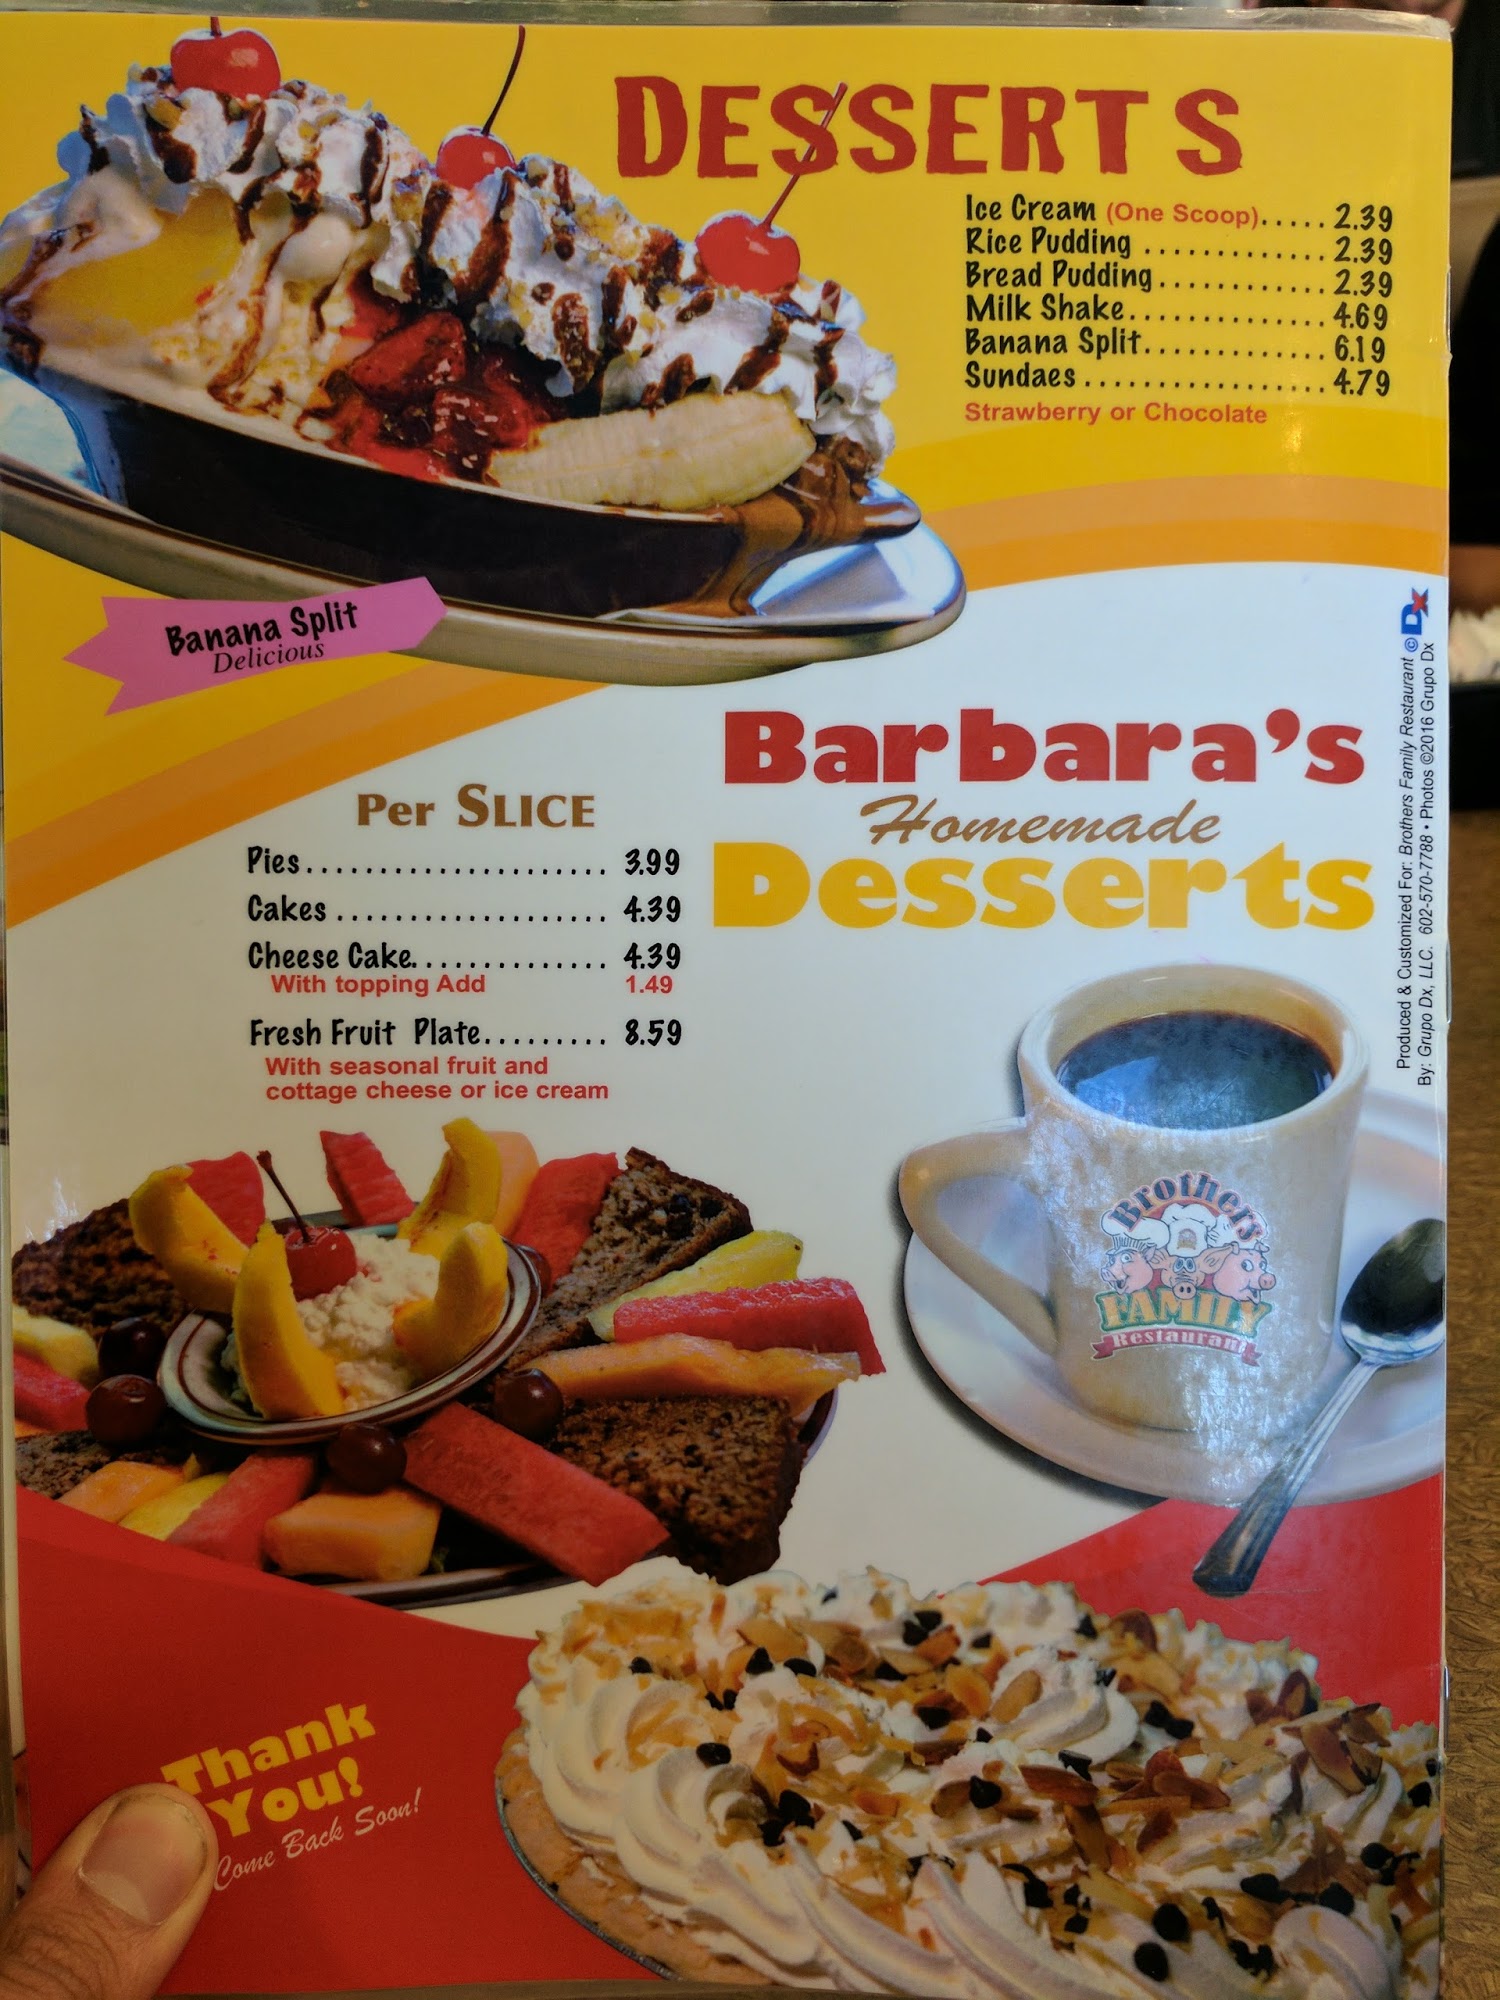 DESSERTS
Ice Cream (One Scoop)..... 2.39
Rice Pudding ............. 2.39
Bread Pudding............ 2.39
Milk Shake.............. 4.69
Banana Split............. 6.19
Sundaes................. 4.79
Strawberry or Chocolate
Banana Split
Delicious
Barbara's
Homemade
Desserts
Per SLICE
Pies..................... 3.99
Cakes ................... 4.39
Cheese Cake.............. 4.39
With topping Add 1.49
Fresh Fruit Plate......... 8.59
With seasonal fruit and
cottage cheese or ice cream
Produced & Customized For: Brothers Family Restaurant © Dx
By: Grupo Dx, LLC. 602-570-7788 • Photos ©2016 Grupo Dx
Brothers
FAMILY
Restaurant
Thank
You!
Come Back Soon!